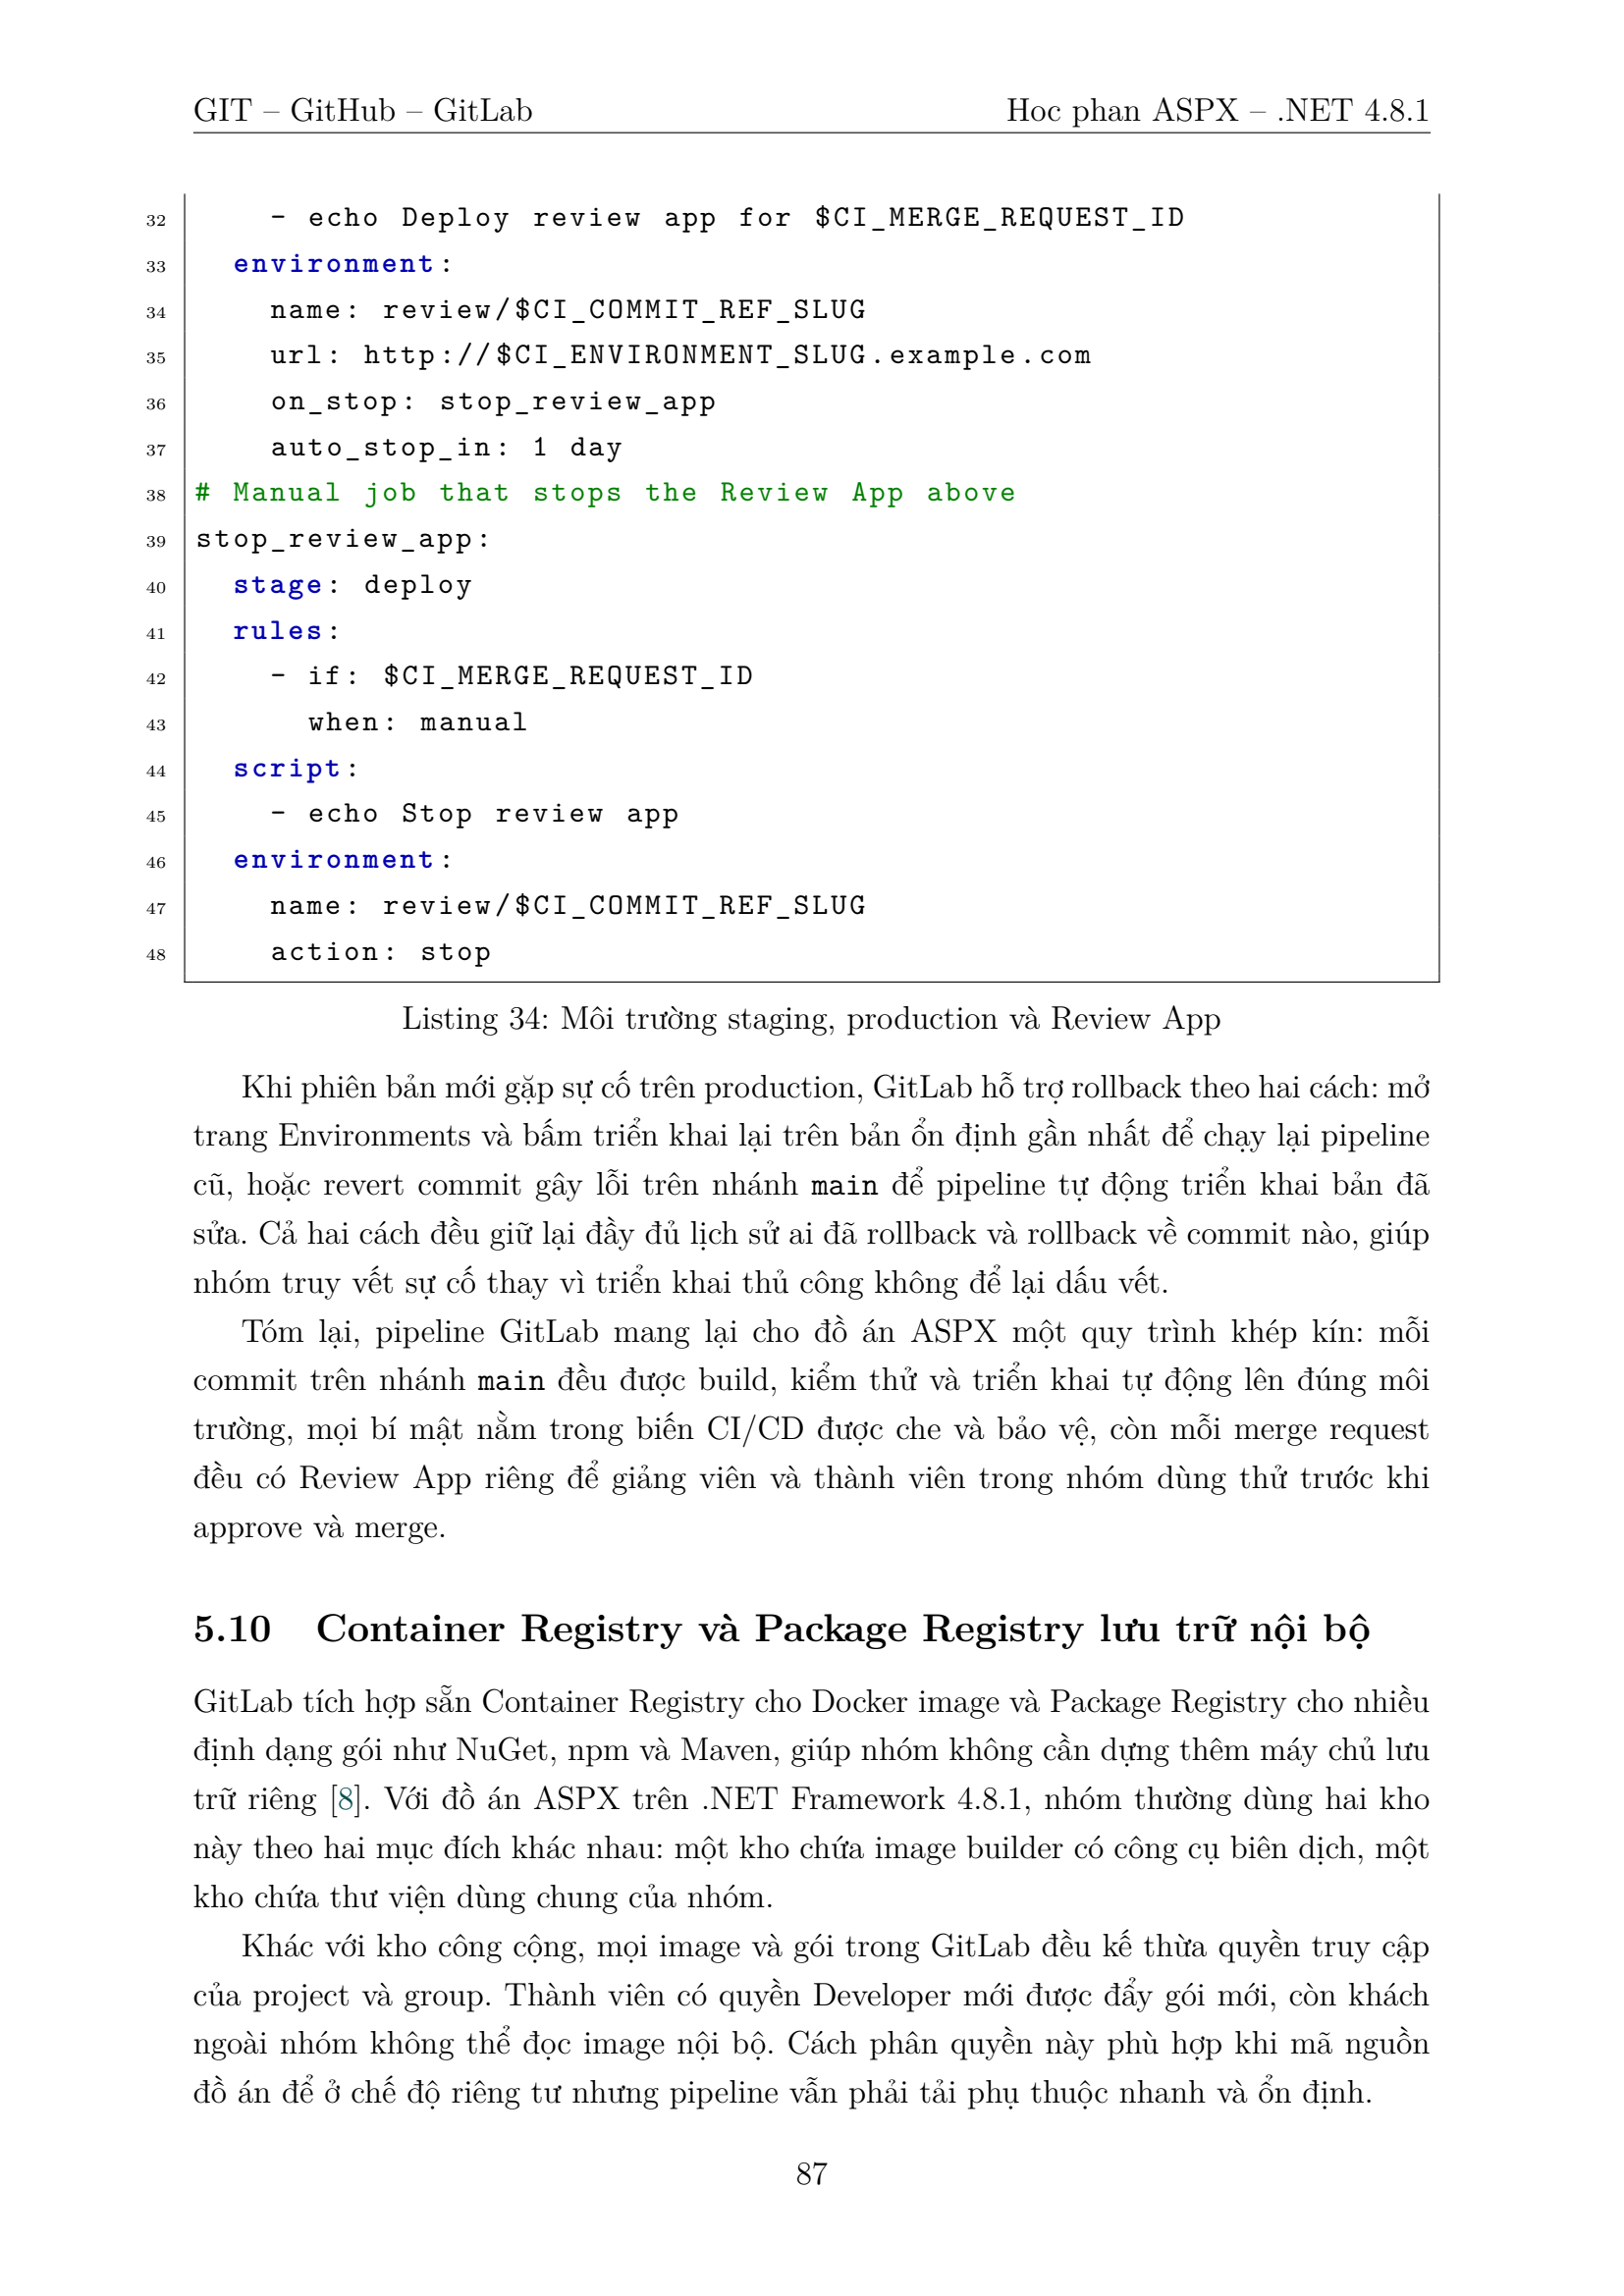 GIT – GitHub – GitLab Hoc phan ASPX – .NET 4.8.1
32 - echo Deploy review app for $CI_MERGE_REQUEST_ID
33 environment:
34 name: review/$CI_COMMIT_REF_SLUG
35 url: http://$CI_ENVIRONMENT_SLUG.example.com
36 on_stop: stop_review_app
37 auto_stop_in: 1 day
38 # Manual job that stops the Review App above
39 stop_review_app:
40 stage: deploy
41 rules:
42 - if: $CI_MERGE_REQUEST_ID
43 when: manual
44 script:
45 - echo Stop review app
46 environment:
47 name: review/$CI_COMMIT_REF_SLUG
48 action: stop
Listing 34: Môi trường staging, production và Review App
Khi phiên bản mới gặp sự cố trên production, GitLab hỗ trợ rollback theo hai cách: mở
trang Environments và bấm triển khai lại trên bản ổn định gần nhất để chạy lại pipeline
cũ, hoặc revert commit gây lỗi trên nhánh main để pipeline tự động triển khai bản đã
sửa. Cả hai cách đều giữ lại đầy đủ lịch sử ai đã rollback và rollback về commit nào, giúp
nhóm truy vết sự cố thay vì triển khai thủ công không để lại dấu vết.
Tóm lại, pipeline GitLab mang lại cho đồ án ASPX một quy trình khép kín: mỗi
commit trên nhánh main đều được build, kiểm thử và triển khai tự động lên đúng môi
trường, mọi bí mật nằm trong biến CI/CD được che và bảo vệ, còn mỗi merge request
đều có Review App riêng để giảng viên và thành viên trong nhóm dùng thử trước khi
approve và merge.
5.10 Container Registry và Package Registry lưu trữ nội bộ
GitLab tích hợp sẵn Container Registry cho Docker image và Package Registry cho nhiều
định dạng gói như NuGet, npm và Maven, giúp nhóm không cần dựng thêm máy chủ lưu
trữ riêng [8]. Với đồ án ASPX trên .NET Framework 4.8.1, nhóm thường dùng hai kho
này theo hai mục đích khác nhau: một kho chứa image builder có công cụ biên dịch, một
kho chứa thư viện dùng chung của nhóm.
Khác với kho công cộng, mọi image và gói trong GitLab đều kế thừa quyền truy cập
của project và group. Thành viên có quyền Developer mới được đẩy gói mới, còn khách
ngoài nhóm không thể đọc image nội bộ. Cách phân quyền này phù hợp khi mã nguồn
đồ án để ở chế độ riêng tư nhưng pipeline vẫn phải tải phụ thuộc nhanh và ổn định.
87